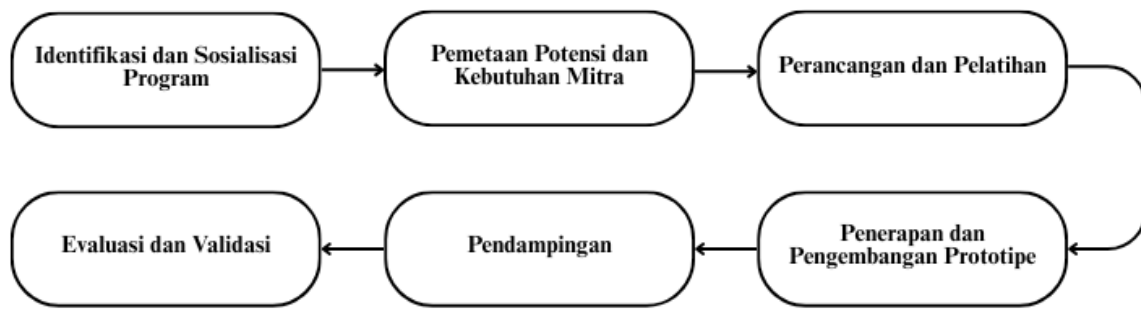 Identifikasi dan Sosialisasi
Program
Pemetaan Potensi dan
Kebutuhan Mitra
Perancangan dan Pelatihan
Penerapan dan
Pengembangan Prototipe
Pendampingan
Evaluasi dan Validasi